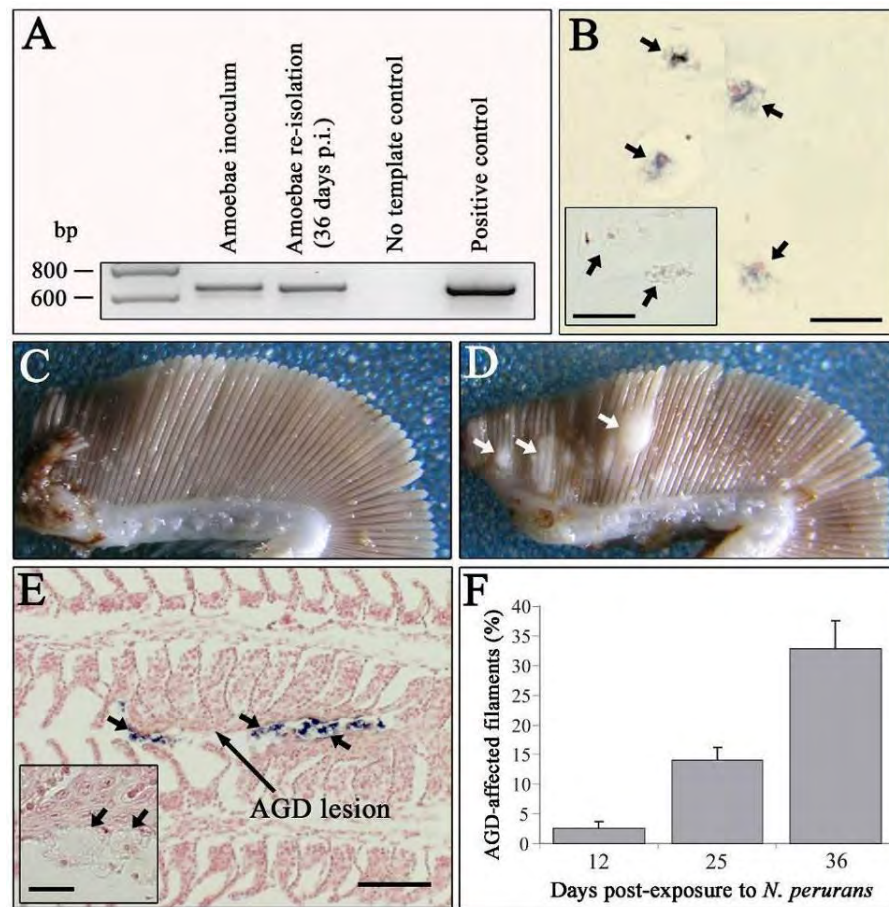 A
Amoebae inoculum
Amoebae re-isolation
(36 days p.i.)
No template control
Positive control
bp
800
600
B
C
D
E
AGD lesion
F
AGD-affected filaments (%)
40
35
30
25
20
15
10
5
0
12
25
36
Days post-exposure to N. perurans